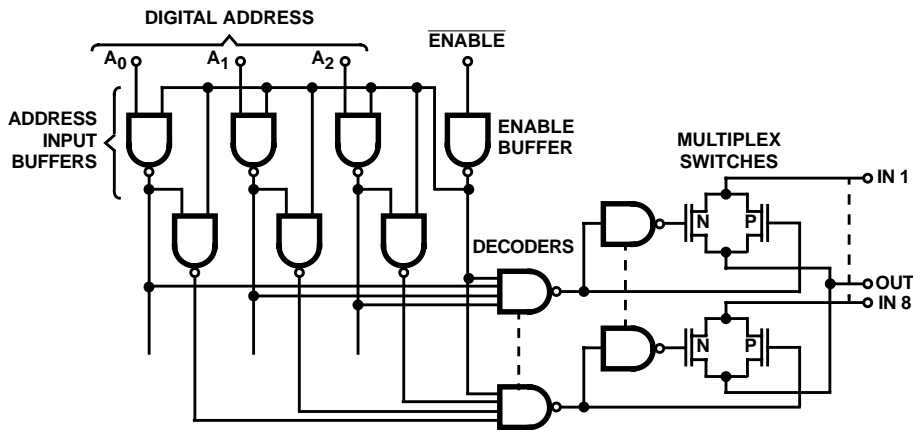 DIGITAL ADDRESS
A0 A1 A2
ENABLE
ADDRESS
INPUT
BUFFERS
ENABLE
BUFFER
MULTIPLEX
SWITCHES
IN 1
N P
DECODERS
OUT
IN 8
N P